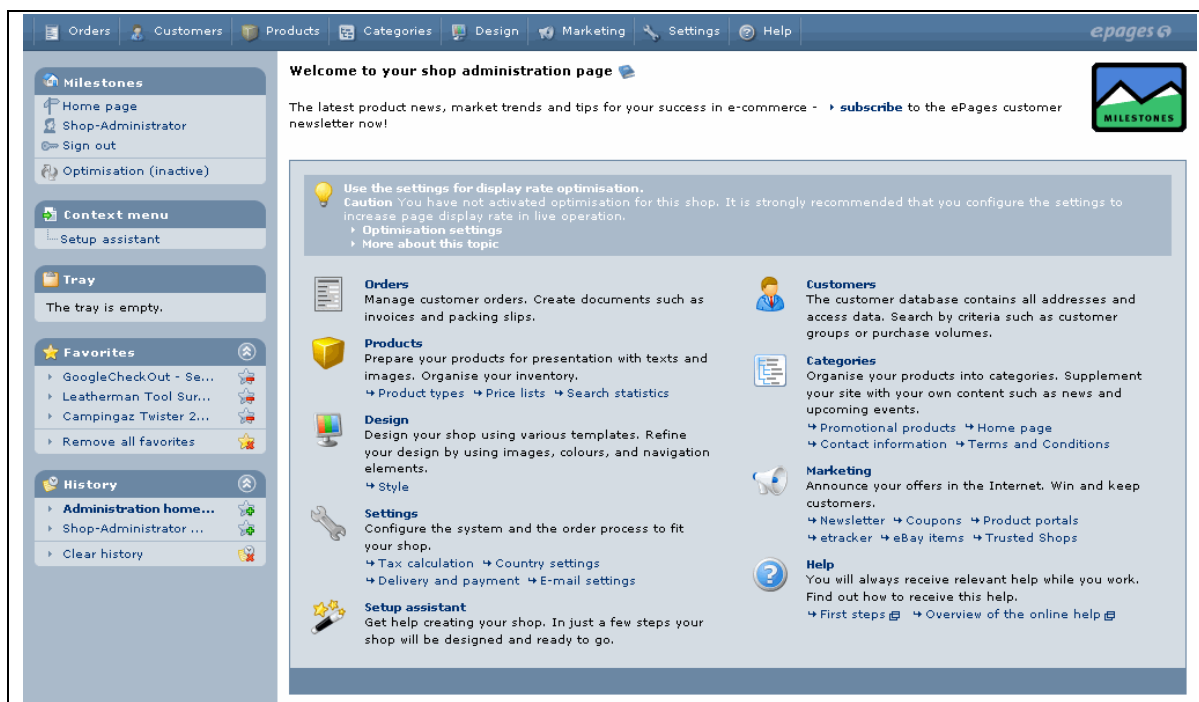 Orders Customers Products Categories Design Marketing Settings Help epages
Milestones
Home page
Shop-Administrator
Sign out
Optimisation (inactive)
Context menu
Setup assistant
Tray
The tray is empty.
Favorites
GoogleCheckOut - Se...
Leatherman Tool Sur...
Campingaz Twister 2...
Remove all favorites
History
Administration home...
Shop-Administrator ...
Clear history
Welcome to your shop administration page
The latest product news, market trends and tips for your success in e-commerce - subscribe to the ePages customer
newsletter now!
MILESTONES
Use the settings for display rate optimisation.
Caution You have not activated optimisation for this shop. It is strongly recommended that you configure the settings to
increase page display rate in live operation.
Optimisation settings
More about this topic
Orders
Manage customer orders. Create documents such as
invoices and packing slips.
Products
Prepare your products for presentation with texts and
images. Organise your inventory.
Product types Price lists Search statistics
Design
Design your shop using various templates. Refine
your design by using images, colours, and navigation
elements.
Style
Settings
Configure the system and the order process to fit
your shop.
Tax calculation Country settings
Delivery and payment E-mail settings
Setup assistant
Get help creating your shop. In just a few steps your
shop will be designed and ready to go.
Customers
The customer database contains all addresses and
access data. Search by criteria such as customer
groups or purchase volumes.
Categories
Organise your products into categories. Supplement
your site with your own content such as news and
upcoming events.
Promotional products Home page
Contact information Terms and Conditions
Marketing
Announce your offers in the Internet. Win and keep
customers.
Newsletter Coupons Product portals
etracker eBay items Trusted Shops
Help
You will always receive relevant help while you work.
Find out how to receive this help.
First steps Overview of the online help